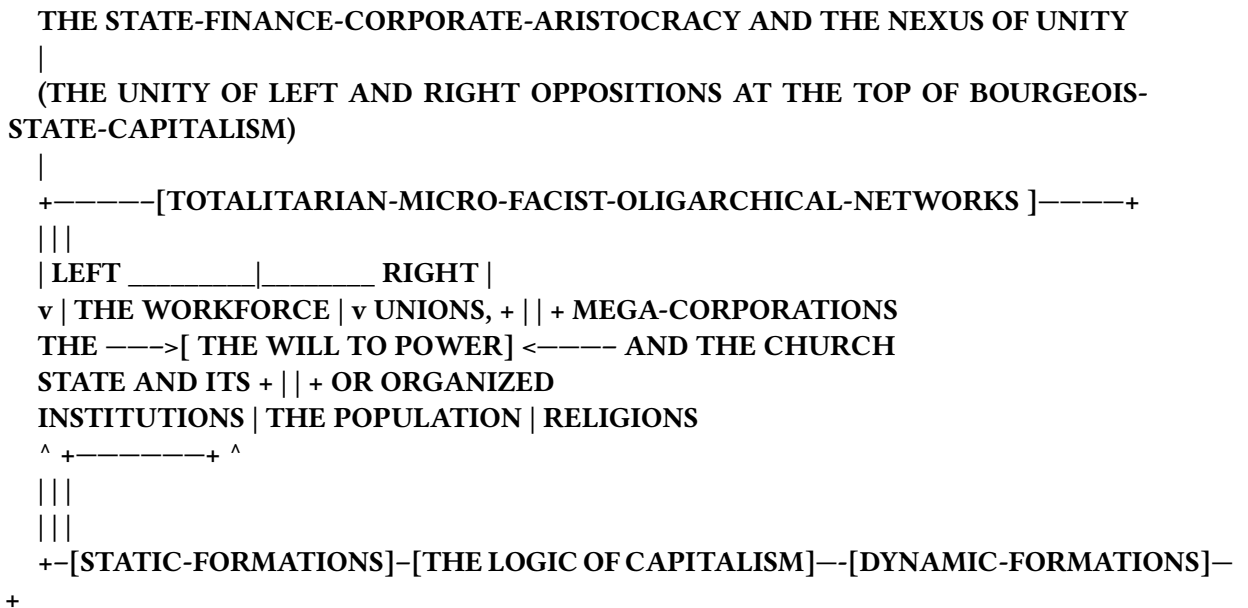 THE STATE-FINANCE-CORPORATE-ARISTOCRACY AND THE NEXUS OF UNITY
|
(THE UNITY OF LEFT AND RIGHT OPPOSITIONS AT THE TOP OF BOURGEOIS-
STATE-CAPITALISM)
|
+————–[TOTALITARIAN-MICRO-FACIST-OLIGARCHICAL-NETWORKS ]————+
| | |
| LEFT _________|________ RIGHT |
v | THE WORKFORCE | v UNIONS, + | | + MEGA-CORPORATIONS
THE ——–>[ THE WILL TO POWER] <———– AND THE CHURCH
STATE AND ITS + | | + OR ORGANIZED
INSTITUTIONS | THE POPULATION | RELIGIONS
^ +——————+ ^
| | |
| | |
+–[STATIC-FORMATIONS]–[THE LOGIC OF CAPITALISM]—-[DYNAMIC-FORMATIONS]—
+